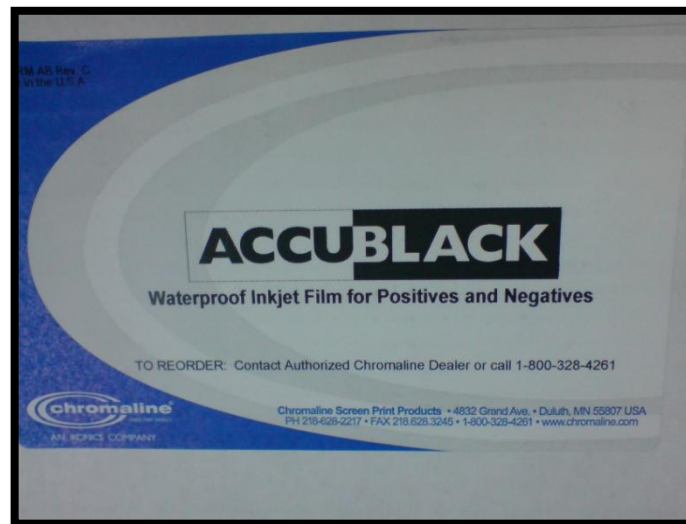 RM-AB Rev. C
in the U.S.A.
ACCUBLACK
Waterproof Inkjet Film for Positives and Negatives
TO REORDER: Contact Authorized Chromaline Dealer or call 1-800-328-4261
chromaline
AN IKONICS COMPANY
Chromaline Screen Print Products • 4832 Grand Ave. • Duluth, MN 55807 USA
PH 218-628-2217 • FAX 218.628.3245 • 1-800-328-4261 • www.chromaline.com